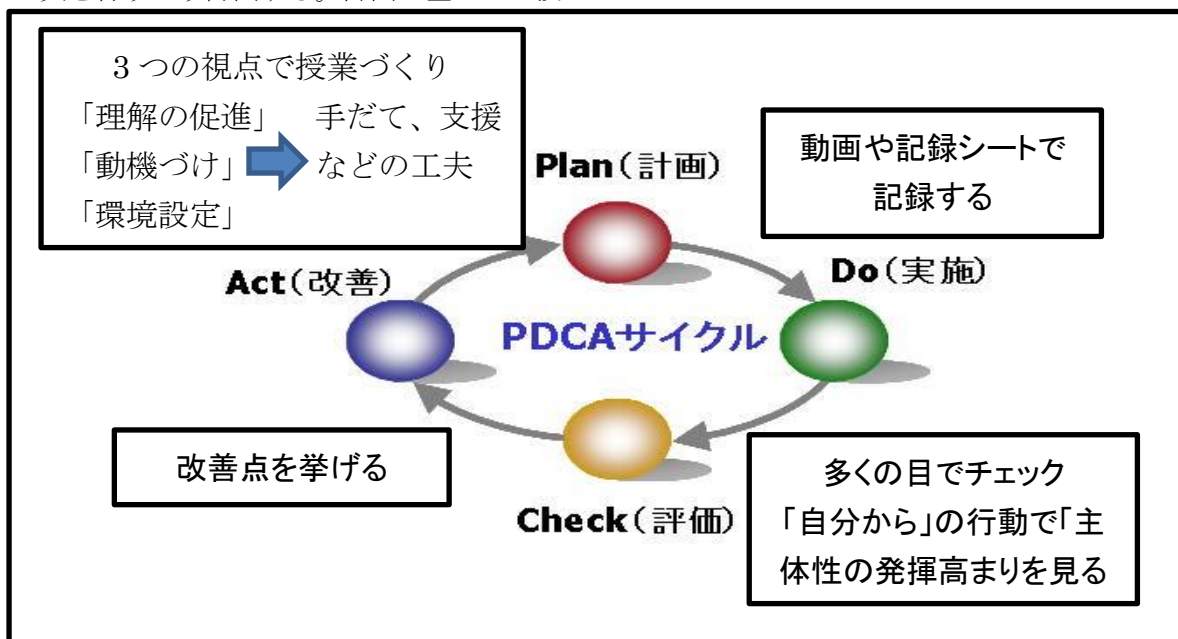 3つの視点で授業づくり
「理解の促進」 手だて、支援
「動機づけ」 などの工夫
「環境設定」
Plan(計画)
動画や記録シートで
記録する
Act(改善)
Do(実施)
PDCAサイクル
改善点を挙げる
Check(評価)
多くの目でチェック
「自分から」の行動で「主
体性の発揮高まりを見る